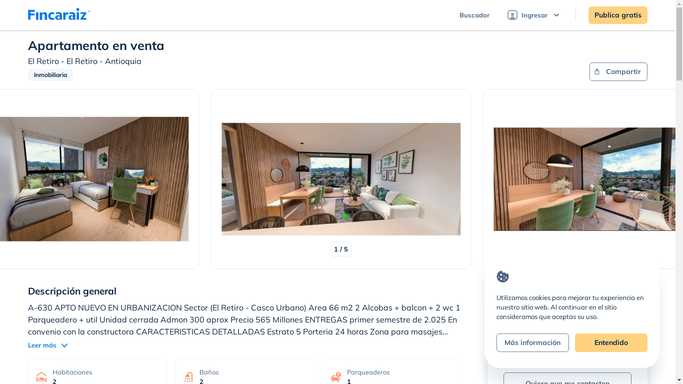 Fincaraiz
Buscador
Ingresar
Publica gratis
Apartamento en venta
El Retiro - El Retiro - Antioquia
Inmobiliaria
Compartir
1 / 5
Descripción general
A-630 APTO NUEVO EN URBANIZACION Sector (El Retiro - Casco Urbano) Area 66 m2 2 Alcobas + balcon + 2 wc 1
Parqueadero + util Unidad cerrada Admon 300 aprox Precio 565 Millones ENTREGAS primer semestre de 2.025 En
convenio con la constructora CARACTERISTICAS DETALLADAS Estrato 5 Porteria 24 horas Zona para masajes...
Leer más
Habitaciones
2
Baños
2
Parqueaderos
1
Utilizamos cookies para mejorar tu experiencia en
nuestro sitio web. Al continuar en el sitio
consideramos que aceptas su uso.
Más información
Entendido
Quiero que me contacten